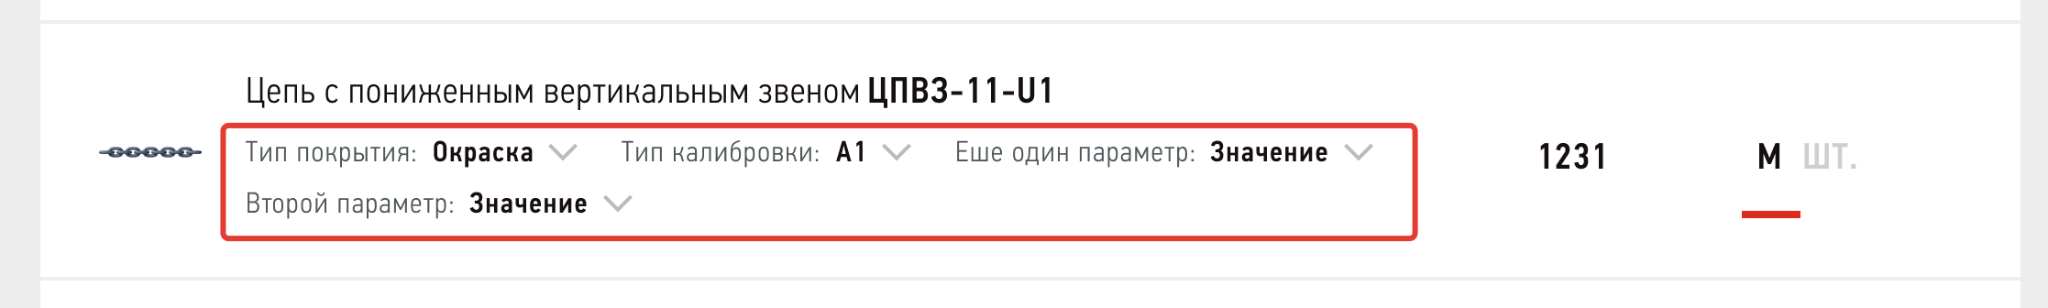 Цепь с пониженным вертикальным звеном ЦПВЗ-11-U1
Тип покрытия: Окраска Тип калибровки: А1 Еше один параметр: Значение
1231 М ШТ.
Второй параметр: Значение